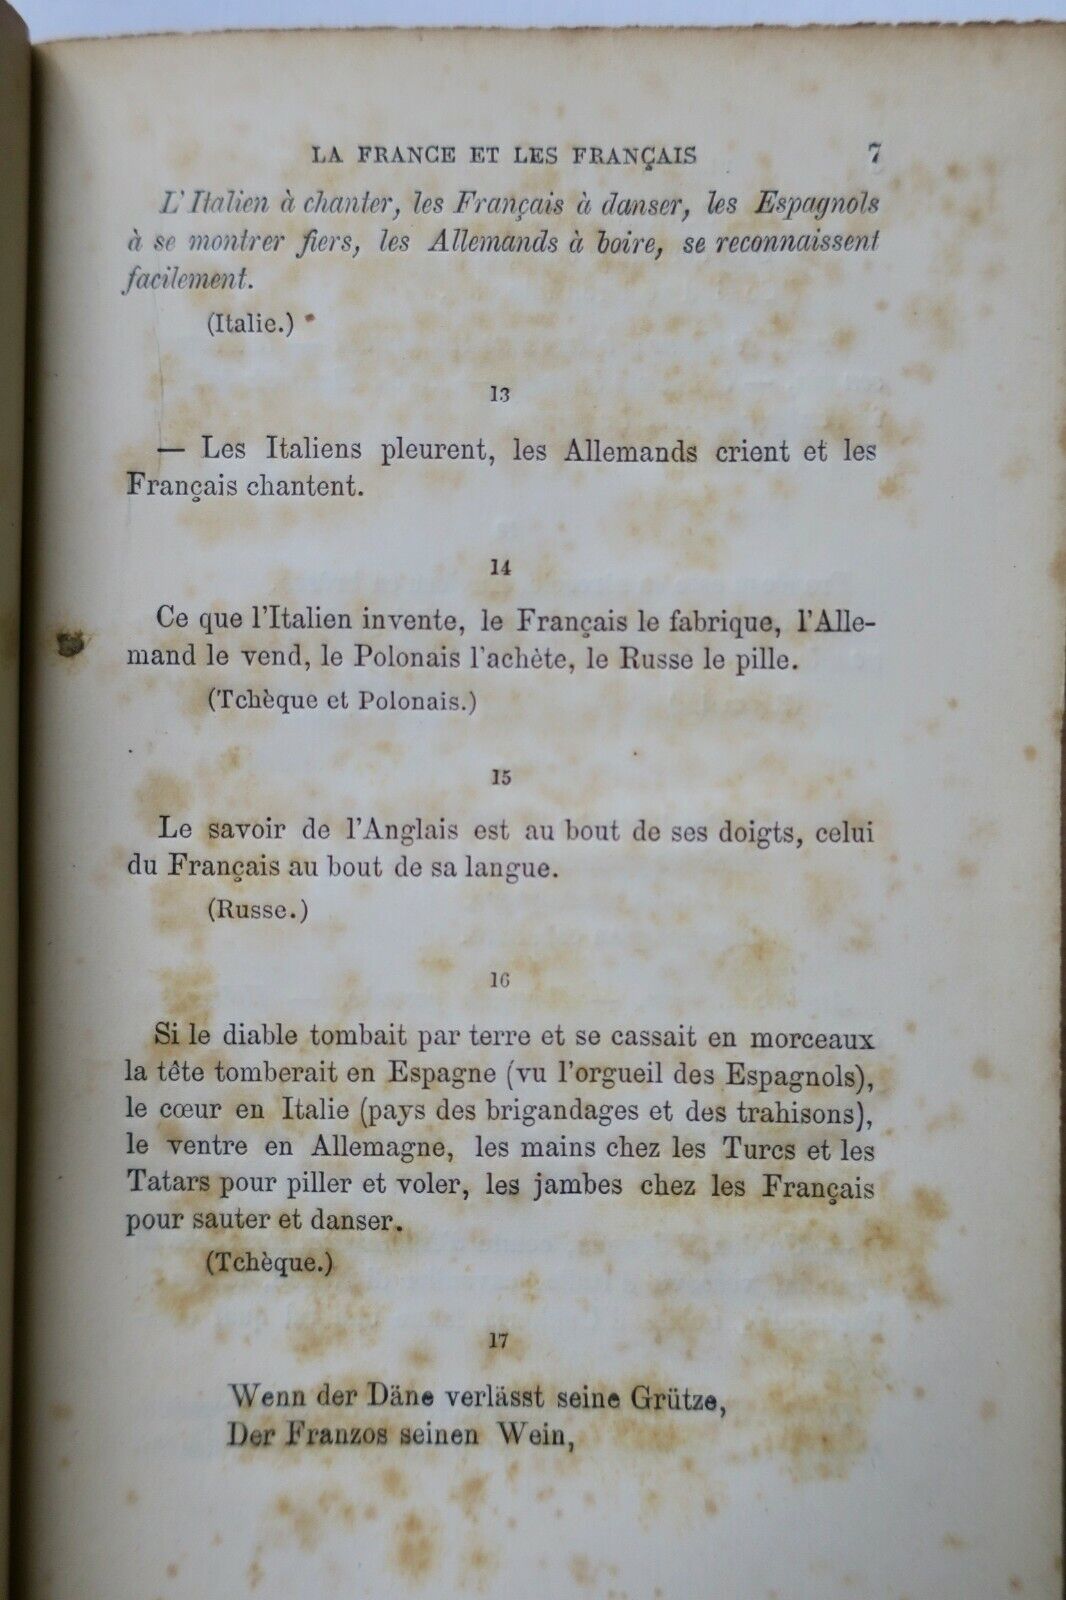 LA FRANCE ET LES FRANÇAIS 7
L'Italien à chanter, les Français à danser, les Espagnols
à se montrer fiers, les Allemands à boire, se reconnaissent
facilement.
(Italie.)
13
— Les Italiens pleurent, les Allemands crient et les
Français chantent.
14
Ce que l'Italien invente, le Français le fabrique, l'Alle-
mand le vend, le Polonais l'achète, le Russe le pille.
(Tchèque et Polonais.)
15
Le savoir de l'Anglais est au bout de ses doigts, celui
du Français au bout de sa langue.
(Russe.)
16
Si le diable tombait par terre et se cassait en morceaux
la tête tomberait en Espagne (vu l'orgueil des Espagnols),
le cœur en Italie (pays des brigandages et des trahisons),
le ventre en Allemagne, les mains chez les Turcs et les
Tatars pour piller et voler, les jambes chez les Français
pour sauter et danser.
(Tchèque.)
17
Wenn der Däne verlässt seine Grütze,
Der Franzos seinen Wein,